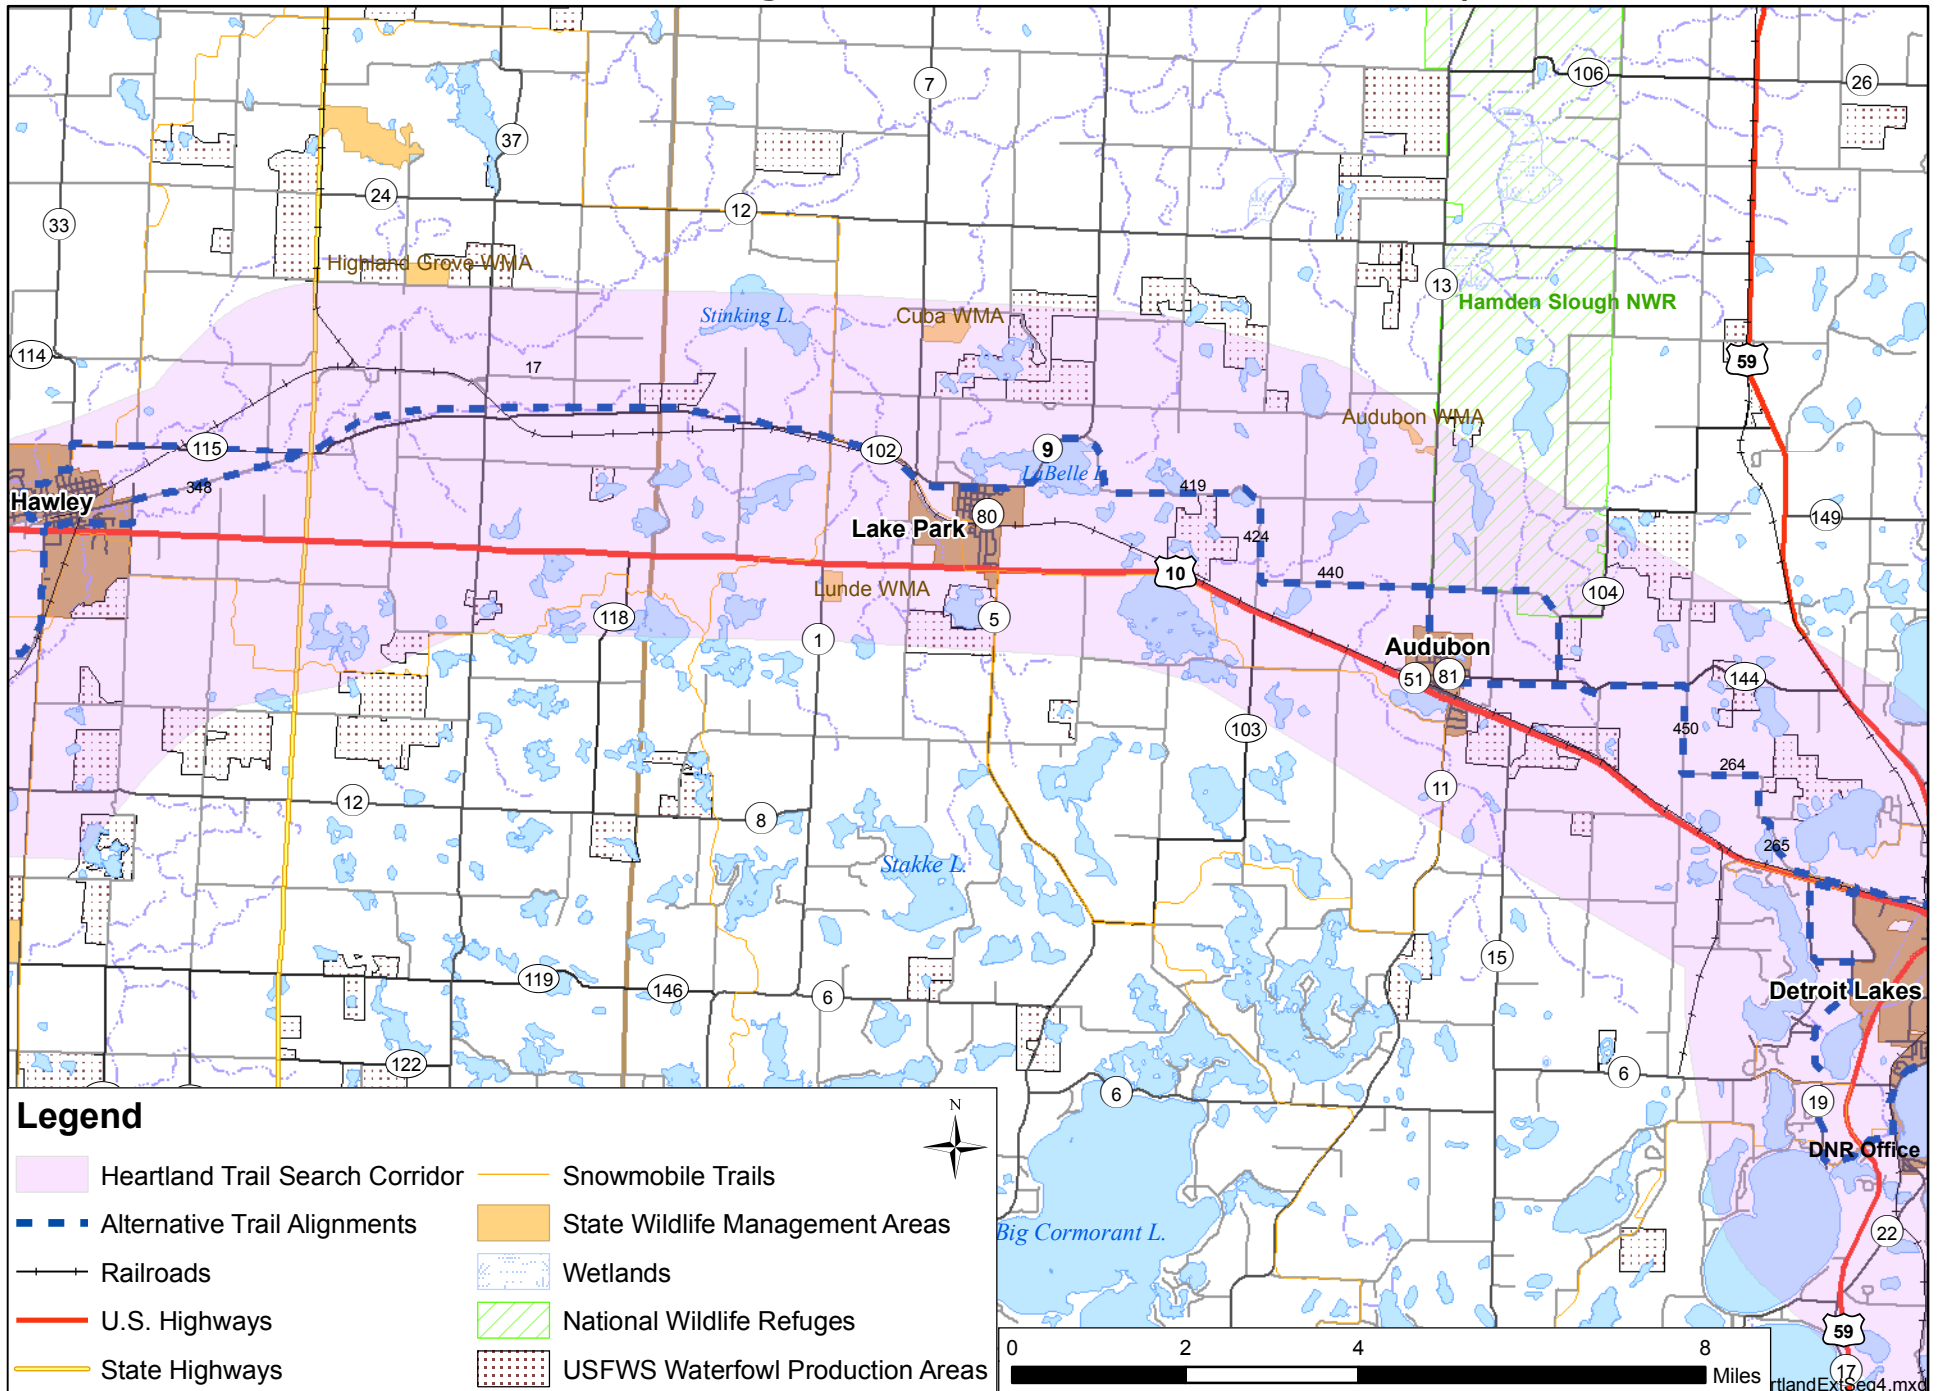 7
106
26
37
24
12
33
Highland Grove WMA
13
Hamden Slough NWR
Stinking L.
Cuba WMA
114
17
59
Audubon WMA
115
102
9
LaBelle L.
348
419
Hawley
80
Lake Park
149
424
10
440
Lunde WMA
104
118
5
1
Audubon
51
81
144
103
450
264
11
12
8
265
Stakke L.
15
119
146
6
Detroit Lakes
122
6
6
19
DNR Office
22
Big Cormorant L.
59
17
Legend
N
Heartland Trail Search Corridor
Alternative Trail Alignments
Railroads
U.S. Highways
State Highways
Snowmobile Trails
State Wildlife Management Areas
Wetlands
National Wildlife Refuges
USFWS Waterfowl Production Areas
0 2 4 8 Miles
rtlandExtSeg4.mxd